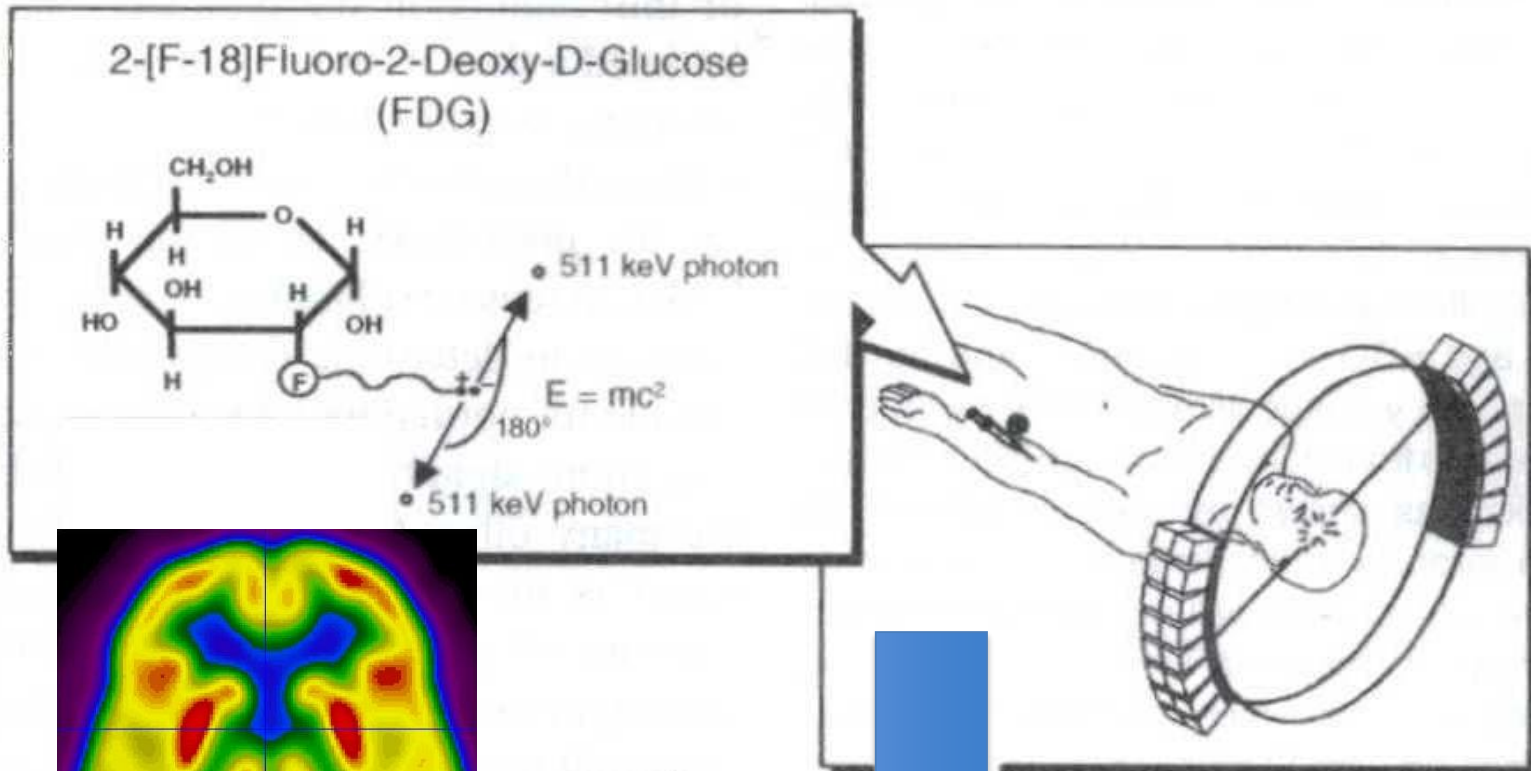 2-[F-18]Fluoro-2-Deoxy-D-Glucose
(FDG)
CH₂OH
O
H
H
H
OH
H
HO
OH
H
F
+
-
511 keV photon
E = mc²
180°
511 keV photon